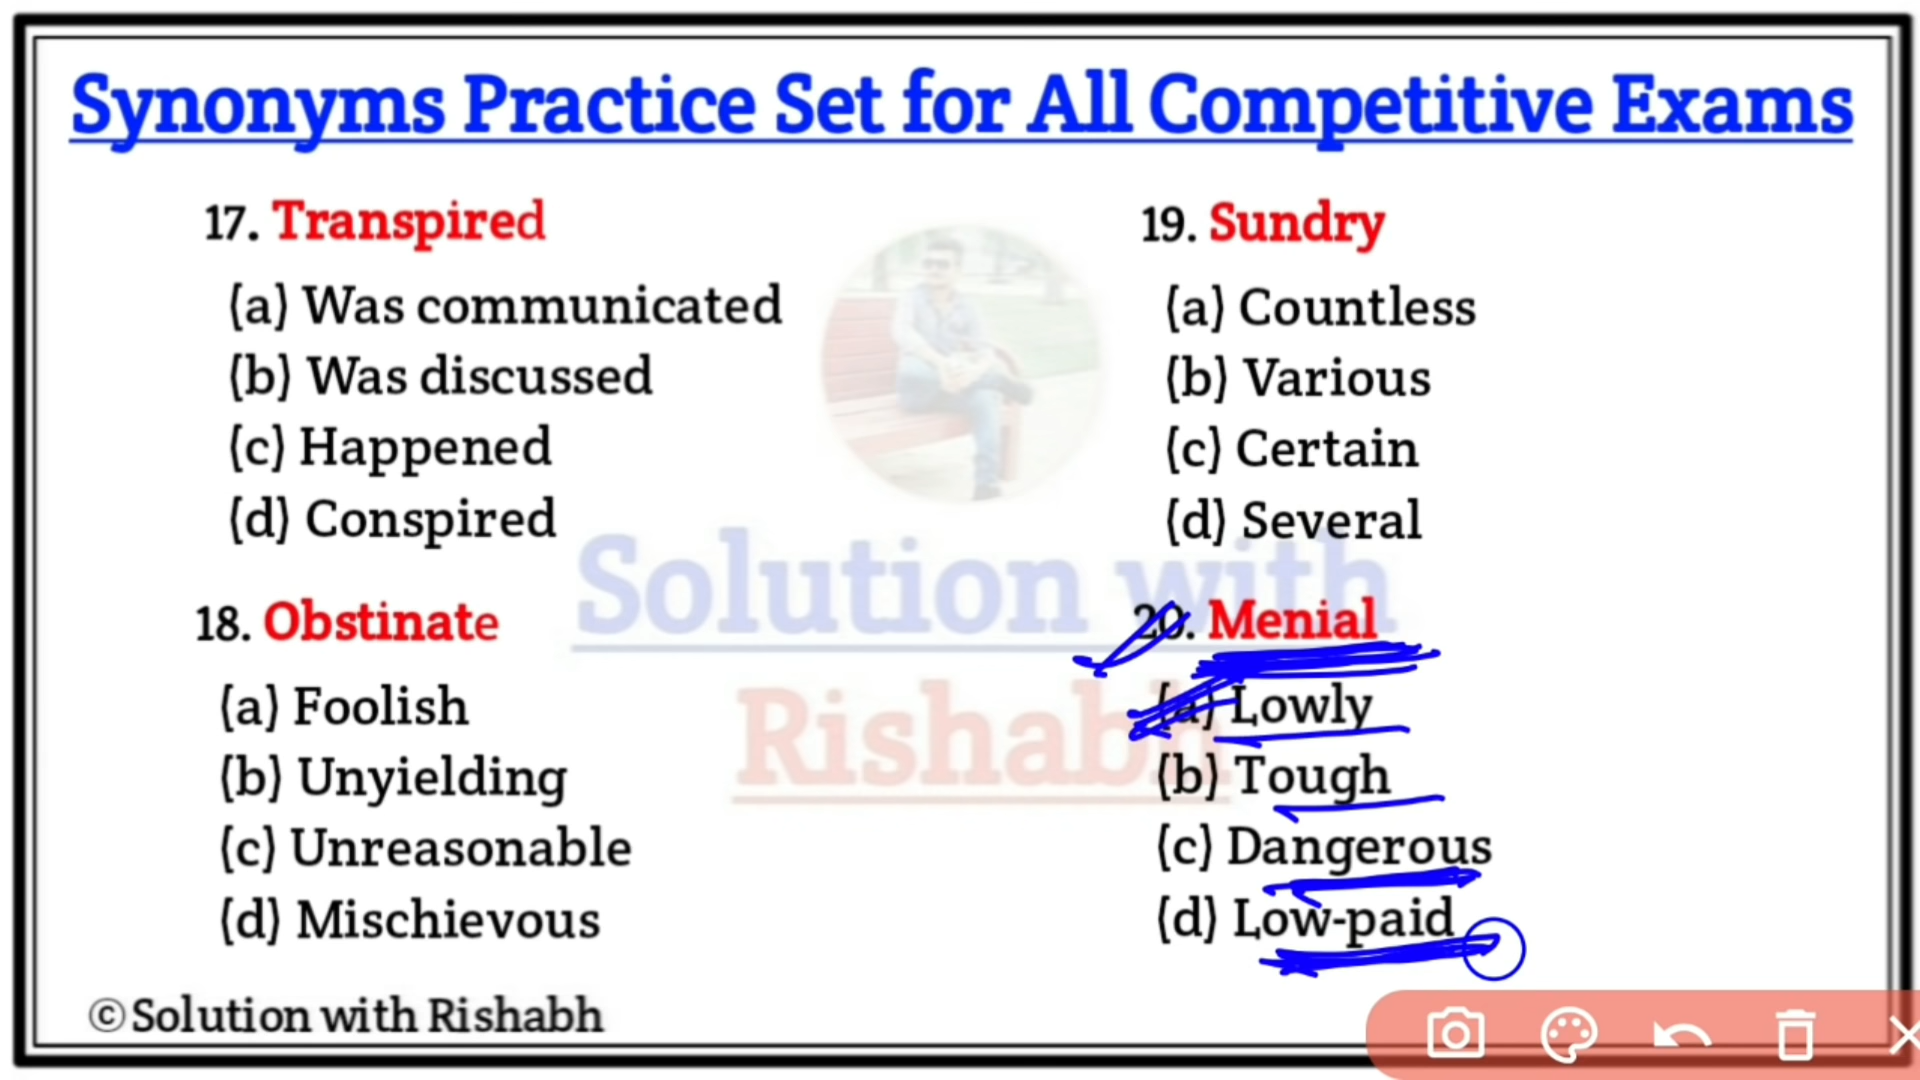 Synonyms Practice Set for All Competitive Exams
17. Transpired
(a) Was communicated
(b) Was discussed
(c) Happened
(d) Conspired
18. Obstinate
(a) Foolish
(b) Unyielding
(c) Unreasonable
(d) Mischievous
19. Sundry
(a) Countless
(b) Various
(c) Certain
(d) Several
20. Menial
(a) Lowly
(b) Tough
(c) Dangerous
(d) Low-paid
Solution with
Rishabh
©Solution with Rishabh